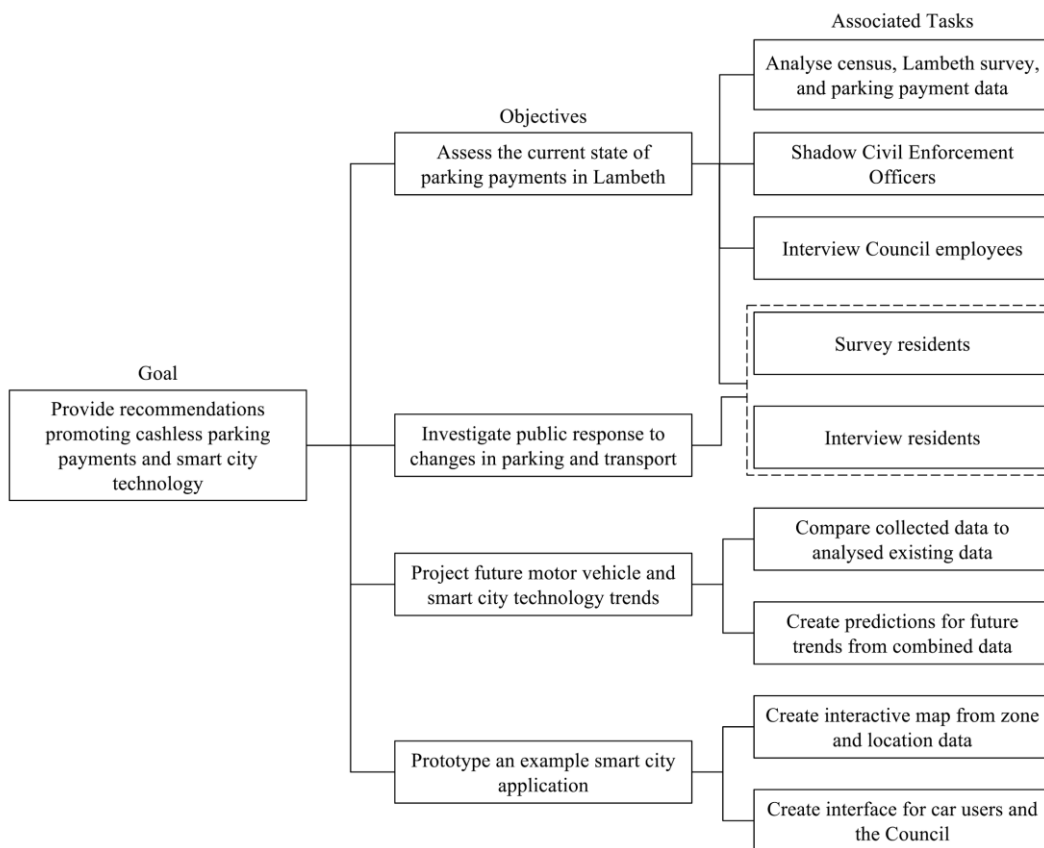 Associated Tasks
Analyse census, Lambeth survey,
and parking payment data
Objectives
Assess the current state of
parking payments in Lambeth
Shadow Civil Enforcement
Officers
Interview Council employees
Survey residents
Goal
Provide recommendations
promoting cashless parking
payments and smart city
technology
Investigate public response to
changes in parking and transport
Interview residents
Compare collected data to
analysed existing data
Project future motor vehicle and
smart city technology trends
Create predictions for future
trends from combined data
Create interactive map from zone
and location data
Prototype an example smart city
application
Create interface for car users and
the Council